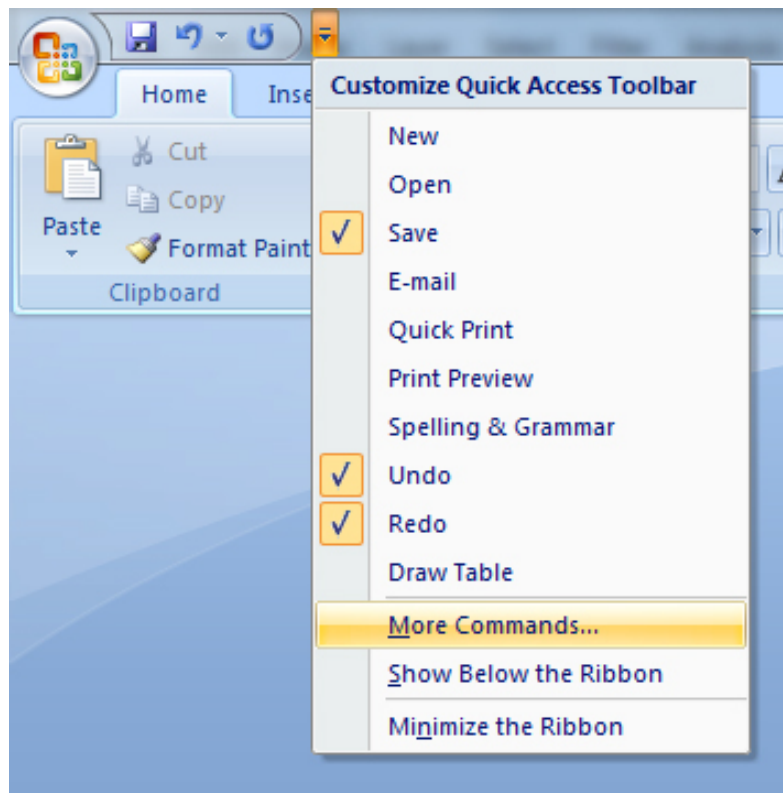 Customize Quick Access Toolbar
Home Inse
New
Open
Save
E-mail
Quick Print
Print Preview
Spelling & Grammar
Undo
Redo
Draw Table
More Commands...
Show Below the Ribbon
Minimize the Ribbon
Cut
Copy
Paste
Format Paint
Clipboard